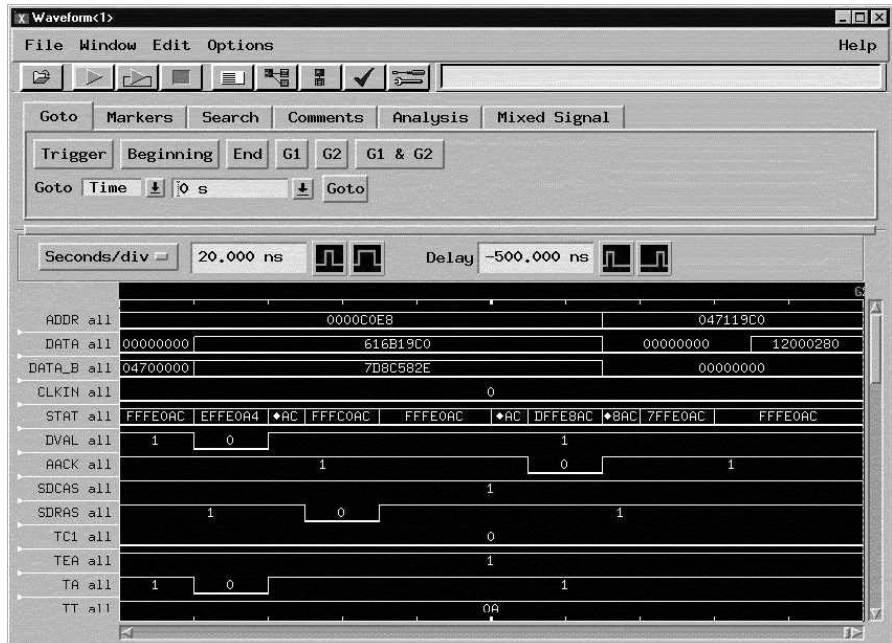 Waveform<1>
File Window Edit Options Help
Goto Markers Search Comments Analysis Mixed Signal
Trigger Beginning End G1 G2 G1 & G2
Goto Time 0 s Goto
Seconds/div 20.000 ns Delay -500.000 ns
ADDR all 0000C0E8 047119C0
DATA all 00000000 616B19C0 00000000 12000280
DATA_B all 04700000 7D8C582E 00000000
CLKIN all 0
STAT all FFFE0AC EFFE0A4 ◆AC FFFC0AC FFFE0AC ◆AC DFFE8AC ◆8AC 7FFE0AC FFFE0AC
DVAL all 1 0 1
AACK all 1 0 1
SDCAS all 1
SDRAS all 1 0 1
TC1 all 0
TEA all 1
TA all 1 0 1
TT all 0A